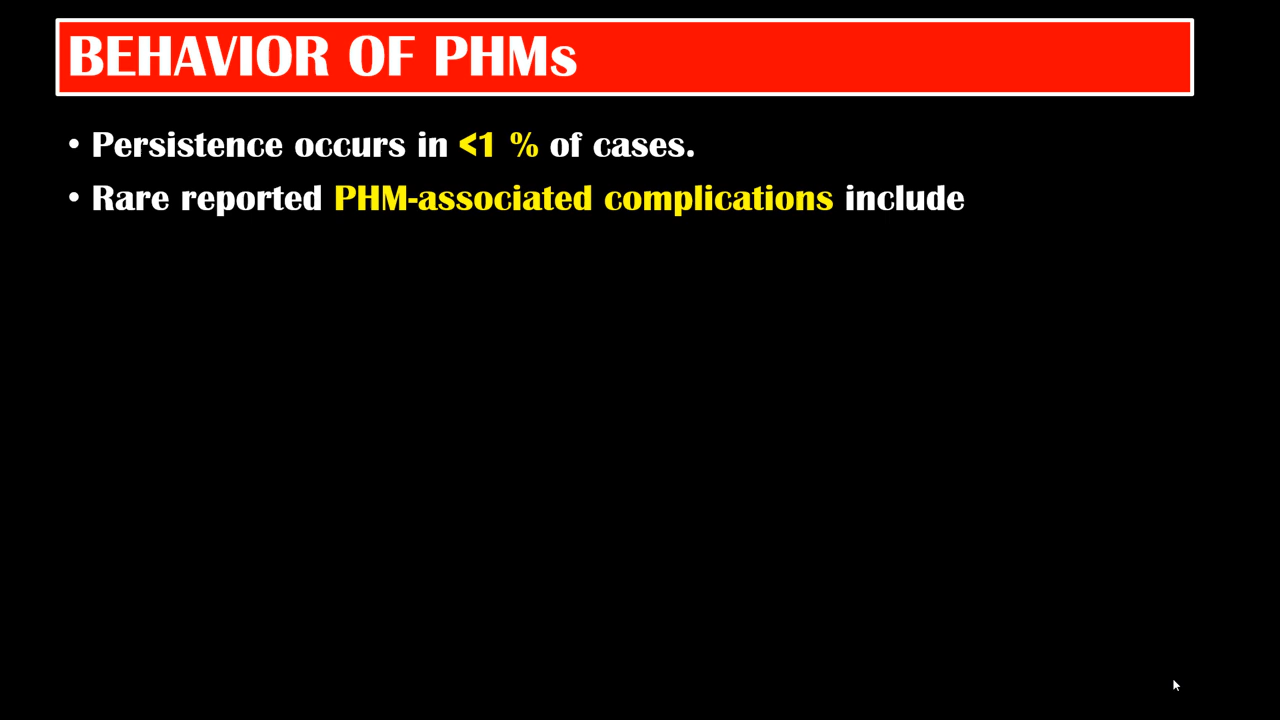 BEHAVIOR OF PHMs
• Persistence occurs in <1 % of cases.
• Rare reported PHM-associated complications include